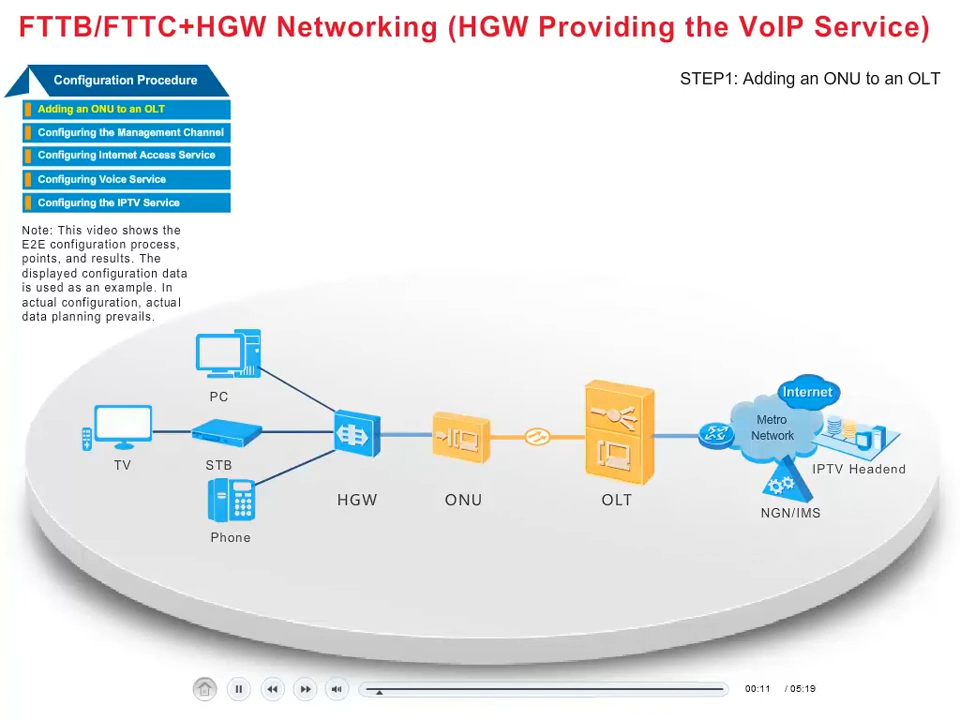 FTTB/FTTC+HGW Networking (HGW Providing the VoIP Service)
Configuration Procedure
STEP1: Adding an ONU to an OLT
Adding an ONU to an OLT
Configuring the Management Channel
Configuring Internet Access Service
Configuring Voice Service
Configuring the IPTV Service
Note: This video shows the
E2E configuration process,
points, and results. The
displayed configuration data
is used as an example. In
actual configuration, actual
data planning prevails.
PC
Internet
Metro
Network
TV
STB
IPTV Headend
HGW
ONU
OLT
NGN/IMS
Phone
00:11 / 05:19